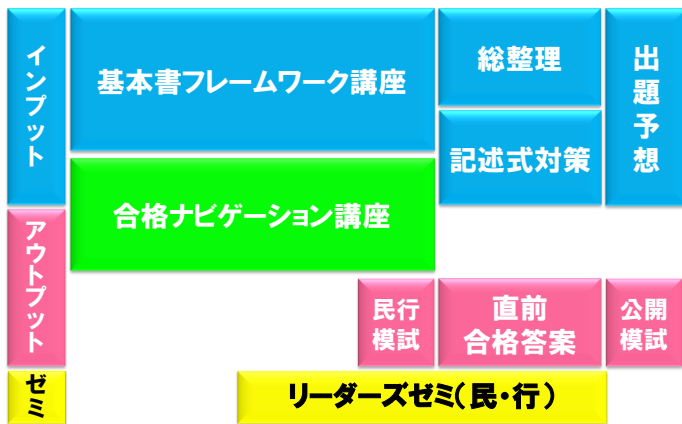 インプット
基本書フレームワーク講座
総整理
出題予想
記述式対策
合格ナビゲーション講座
アウトプット
民行
模試
直前
合格答案
公開
模試
ゼミ
リーダーズゼミ(民・行)